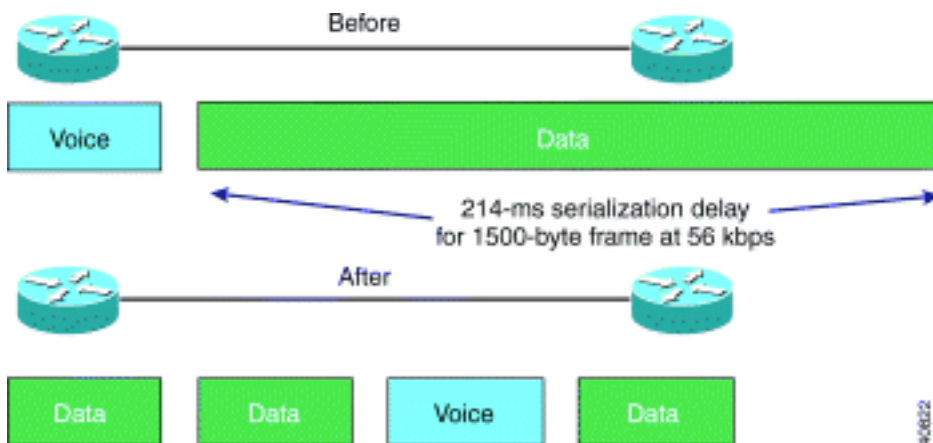 Before
Voice
Data
214-ms serialization delay
for 1500-byte frame at 56 kbps
After
Data
Data
Voice
Data